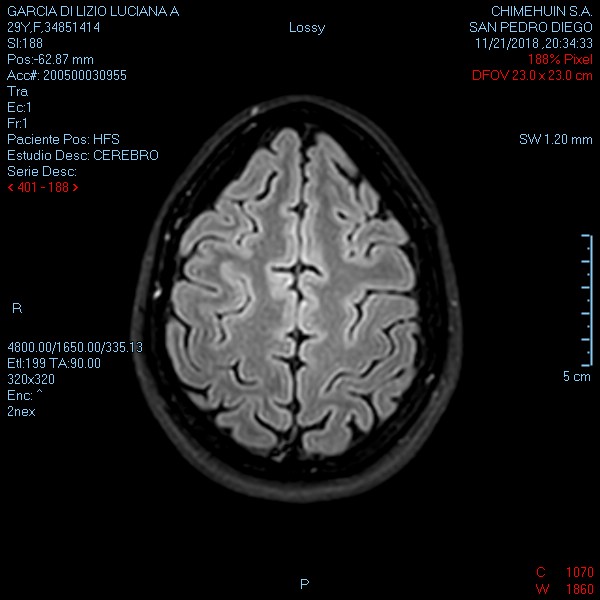 GARCIA DI LIZIO LUCIANA A
29Y,F,34851414
Sl:188
Pos:-62.87 mm
Acc#: 200500030955
Tra
Ec:1
Fr:1
Paciente Pos: HFS
Estudio Desc: CEREBRO
Serie Desc:
< 401 - 188 >
Lossy
CHIMEHUIN S.A.
SAN PEDRO DIEGO
11/21/2018 ,20:34:33
188% Pixel
DFOV 23.0 x 23.0 cm
SW 1.20 mm
R
4800.00/1650.00/335.13
Etl:199 TA:90.00
320x320
Enc: ^
2nex
5 cm
P
C 1070
W 1860